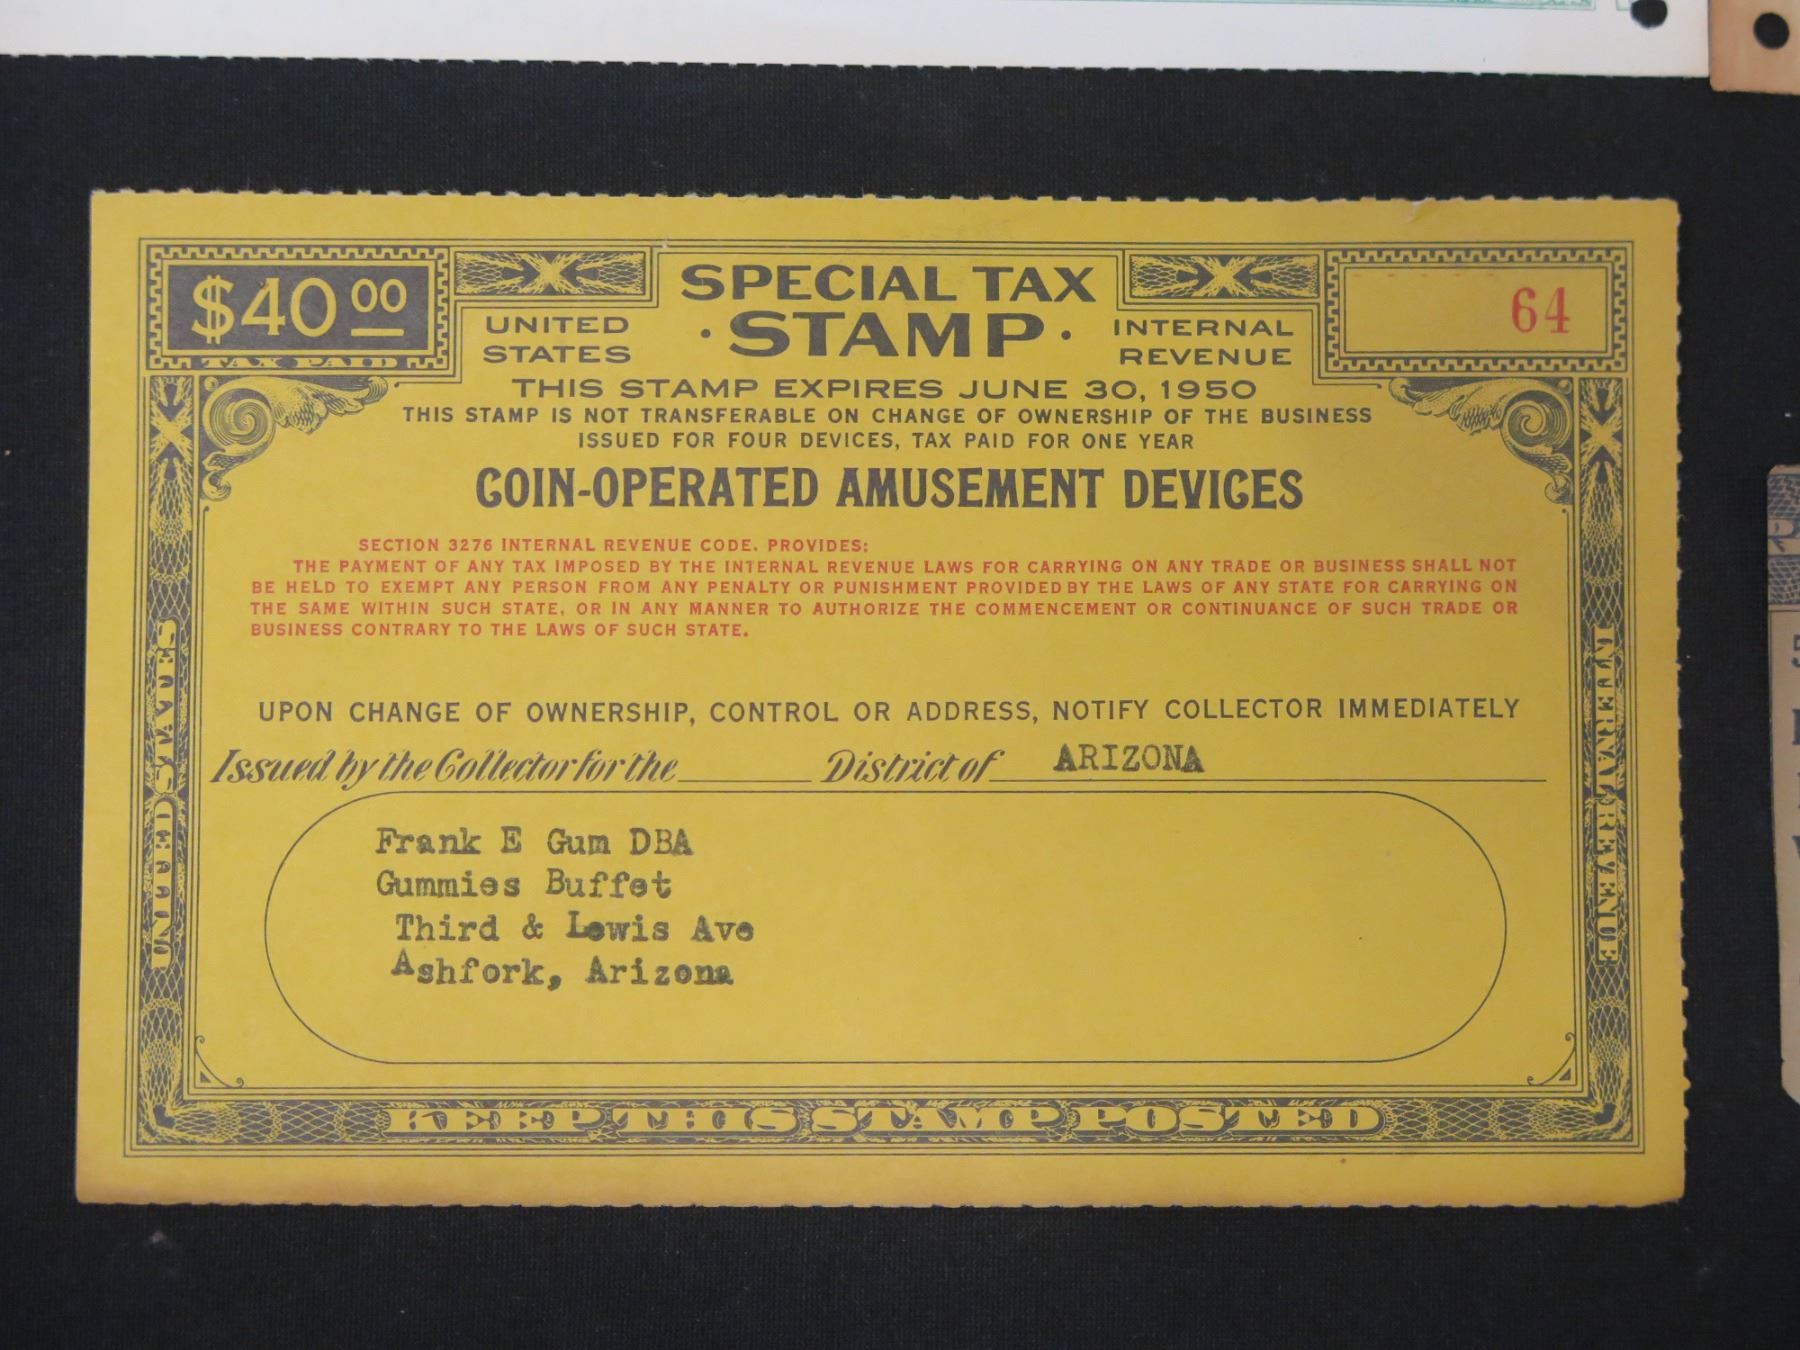 $40 00
TAX PAID
SPECIAL TAX
· STAMP ·
UNITED
STATES
INTERNAL
REVENUE
64
THIS STAMP EXPIRES JUNE 30, 1950
THIS STAMP IS NOT TRANSFERABLE ON CHANGE OF OWNERSHIP OF THE BUSINESS
ISSUED FOR FOUR DEVICES, TAX PAID FOR ONE YEAR
COIN-OPERATED AMUSEMENT DEVICES
SECTION 3276 INTERNAL REVENUE CODE. PROVIDES:
THE PAYMENT OF ANY TAX IMPOSED BY THE INTERNAL REVENUE LAWS FOR CARRYING ON ANY TRADE OR BUSINESS SHALL NOT
BE HELD TO EXEMPT ANY PERSON FROM ANY PENALTY OR PUNISHMENT PROVIDED BY THE LAWS OF ANY STATE FOR CARRYING ON
THE SAME WITHIN SUCH STATE, OR IN ANY MANNER TO AUTHORIZE THE COMMENCEMENT OR CONTINUANCE OF SUCH TRADE OR
BUSINESS CONTRARY TO THE LAWS OF SUCH STATE.
UPON CHANGE OF OWNERSHIP, CONTROL OR ADDRESS, NOTIFY COLLECTOR IMMEDIATELY
Issued by the Collector for the District of ARIZONA
Frank E Gum DBA
Gummies Buffet
Third & Lewis Ave
Ashfork, Arizona
UNITED STATES
INTERNAL REVENUE
KEEP THIS STAMP POSTED